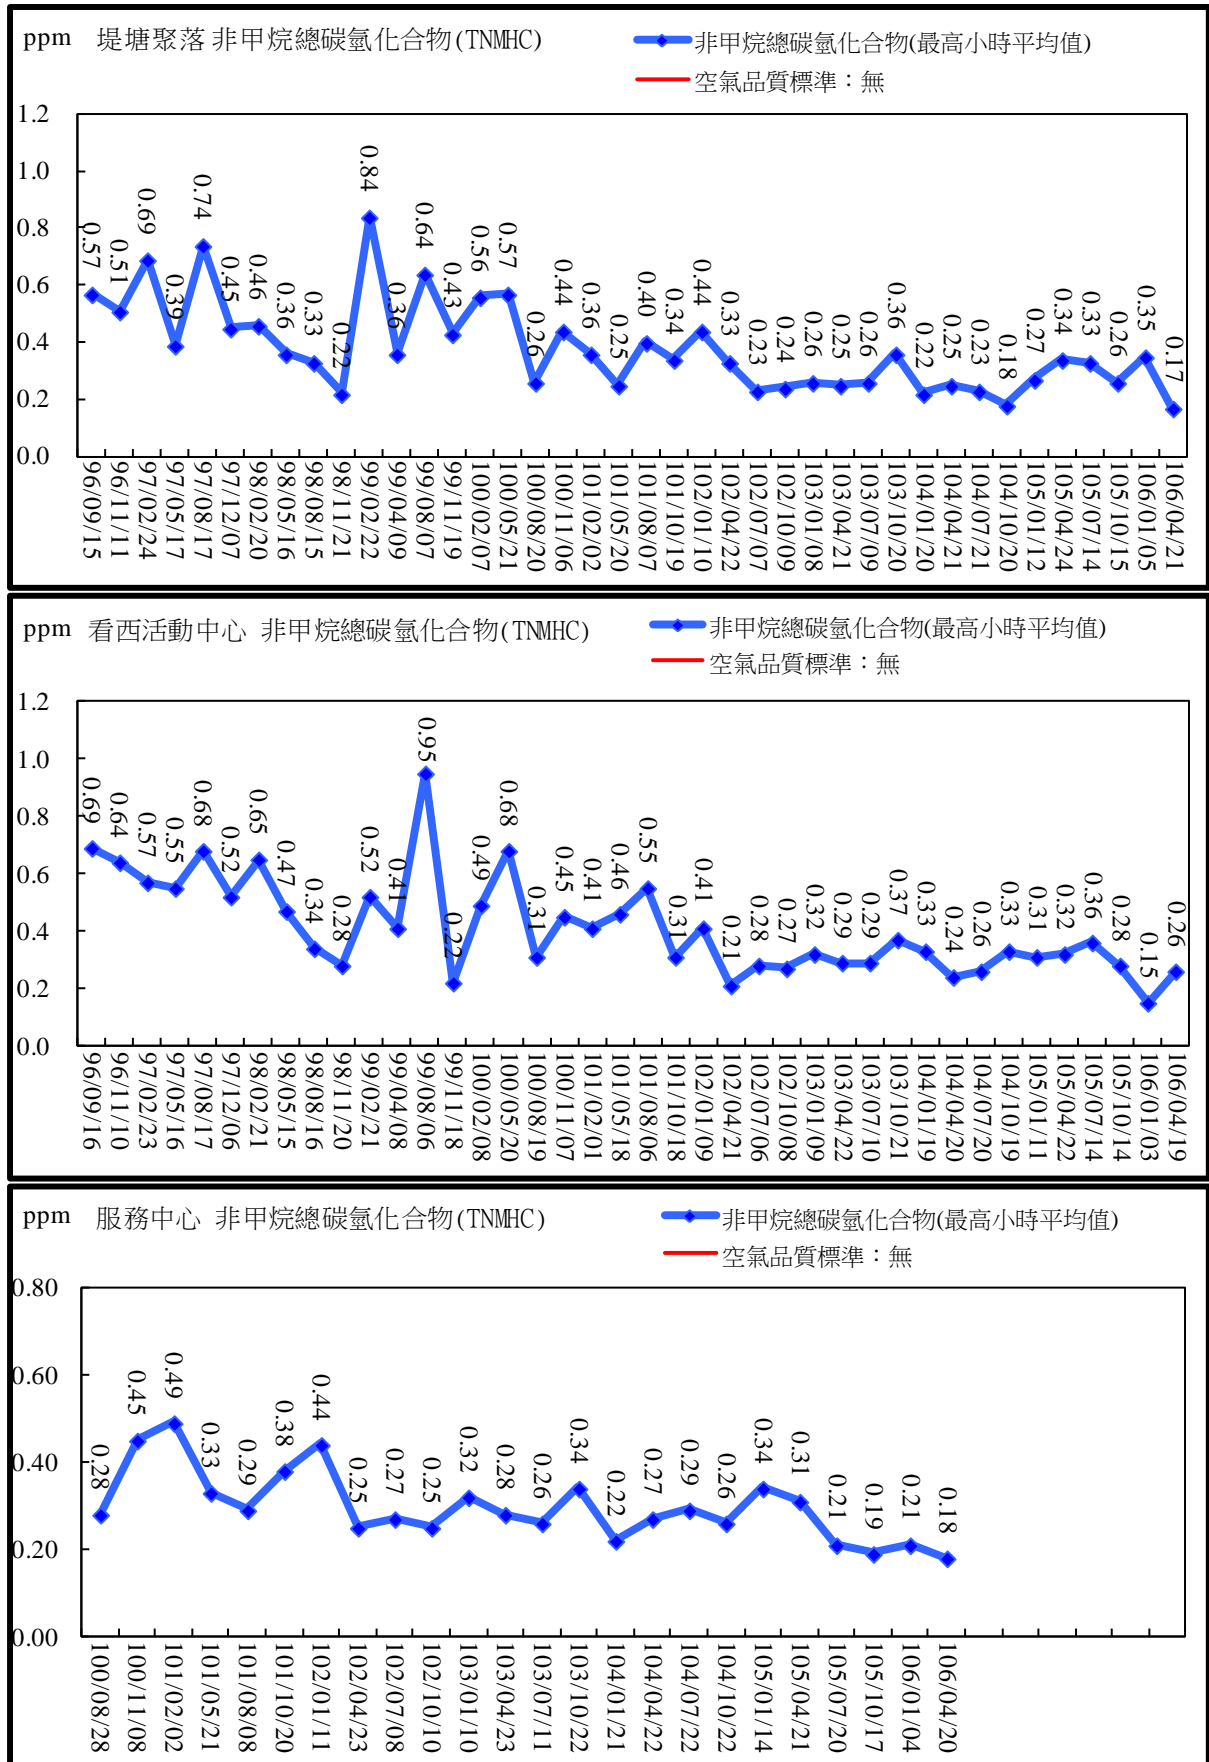 ppm 堤塘聚落 非甲烷總碳氫化合物(TNMHC)
非甲烷總碳氫化合物(最高小時平均值)
空氣品質標準：無
1.2
1.0
0.8
0.6
0.4
0.2
0.0
0.57 0.51 0.69 0.39 0.74 0.45 0.46 0.36 0.33 0.22 0.84 0.36 0.64 0.43 0.56 0.57 0.26 0.44 0.36 0.25 0.40 0.34 0.44 0.33 0.23 0.24 0.26 0.25 0.26 0.36 0.22 0.25 0.23 0.18 0.27 0.34 0.33 0.26 0.35 0.17
96/09/15 96/11/11 97/02/24 97/05/17 97/08/17 97/12/07 98/02/20 98/05/16 98/08/15 98/11/21 99/02/22 99/04/09 99/08/07 99/11/19 100/02/07 100/05/21 100/08/20 100/11/06 101/02/02 101/05/20 101/08/07 101/10/19 102/01/10 102/04/22 102/07/07 102/10/09 103/01/08 103/04/21 103/07/09 103/10/20 104/01/20 104/04/21 104/07/21 104/10/20 105/01/12 105/04/24 105/07/14 105/10/15 106/01/05 106/04/21
ppm 看西活動中心 非甲烷總碳氫化合物(TNMHC)
非甲烷總碳氫化合物(最高小時平均值)
空氣品質標準：無
1.2
1.0
0.8
0.6
0.4
0.2
0.0
0.69 0.64 0.57 0.55 0.68 0.52 0.65 0.47 0.34 0.28 0.52 0.41 0.95 0.22 0.49 0.68 0.31 0.45 0.41 0.46 0.55 0.31 0.41 0.21 0.28 0.27 0.32 0.29 0.29 0.37 0.33 0.24 0.26 0.33 0.31 0.32 0.36 0.28 0.15 0.26
96/09/16 96/11/10 97/02/23 97/05/16 97/08/17 97/12/06 98/02/21 98/05/15 98/08/16 98/11/20 99/02/21 99/04/08 99/08/06 99/11/18 100/02/08 100/05/20 100/08/19 100/11/07 101/02/01 101/05/18 101/08/06 101/10/18 102/01/09 102/04/21 102/07/06 102/10/08 103/01/09 103/04/22 103/07/10 103/10/21 104/01/19 104/04/20 104/07/20 104/10/19 105/01/11 105/04/22 105/07/14 105/10/14 106/01/03 106/04/19
ppm 服務中心 非甲烷總碳氫化合物(TNMHC)
非甲烷總碳氫化合物(最高小時平均值)
空氣品質標準：無
0.80
0.60
0.40
0.20
0.00
0.28 0.45 0.49 0.33 0.29 0.38 0.44 0.25 0.27 0.25 0.32 0.28 0.26 0.34 0.22 0.27 0.29 0.26 0.34 0.31 0.21 0.19 0.21 0.18
100/08/28 100/11/08 101/02/02 101/05/21 101/08/08 101/10/20 102/01/11 102/04/23 102/07/08 102/10/10 103/01/10 103/04/23 103/07/11 103/10/22 104/01/21 104/04/22 104/07/22 104/10/22 105/01/14 105/04/21 105/07/20 105/10/17 106/01/04 106/04/20